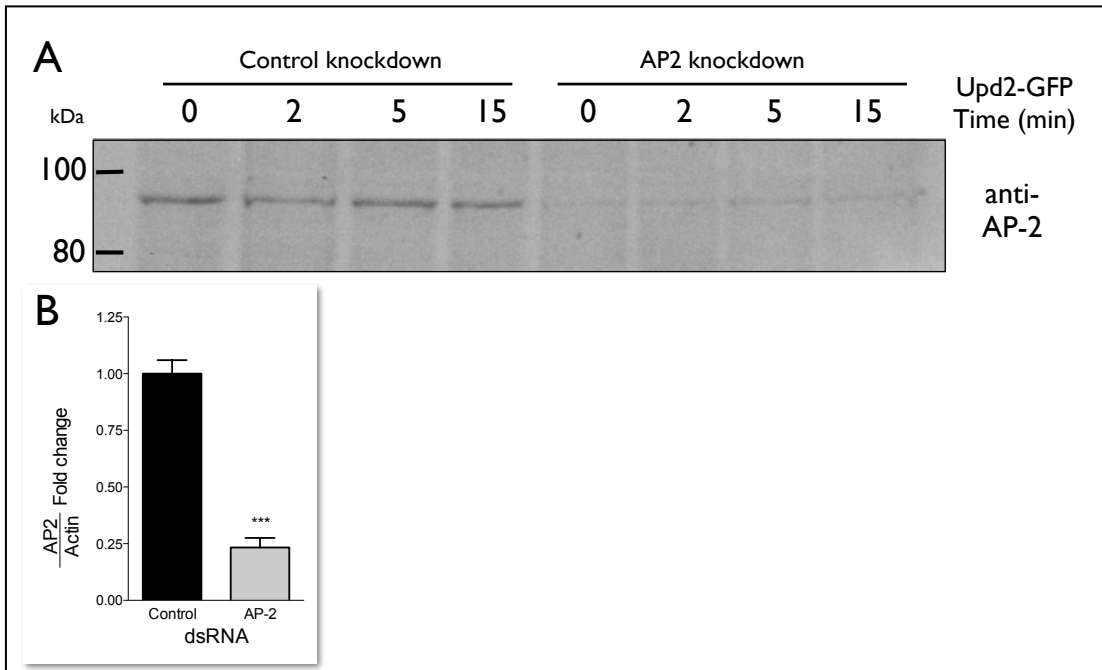 A
Control knockdown
AP2 knockdown
kDa
0 2 5 15 0 2 5 15
Upd2-GFP
Time (min)
100
80
anti-
AP-2
B
1.25
1.00
0.75
0.50
0.25
0.00
AP2
Actin
Fold change
***
Control AP-2
dsRNA